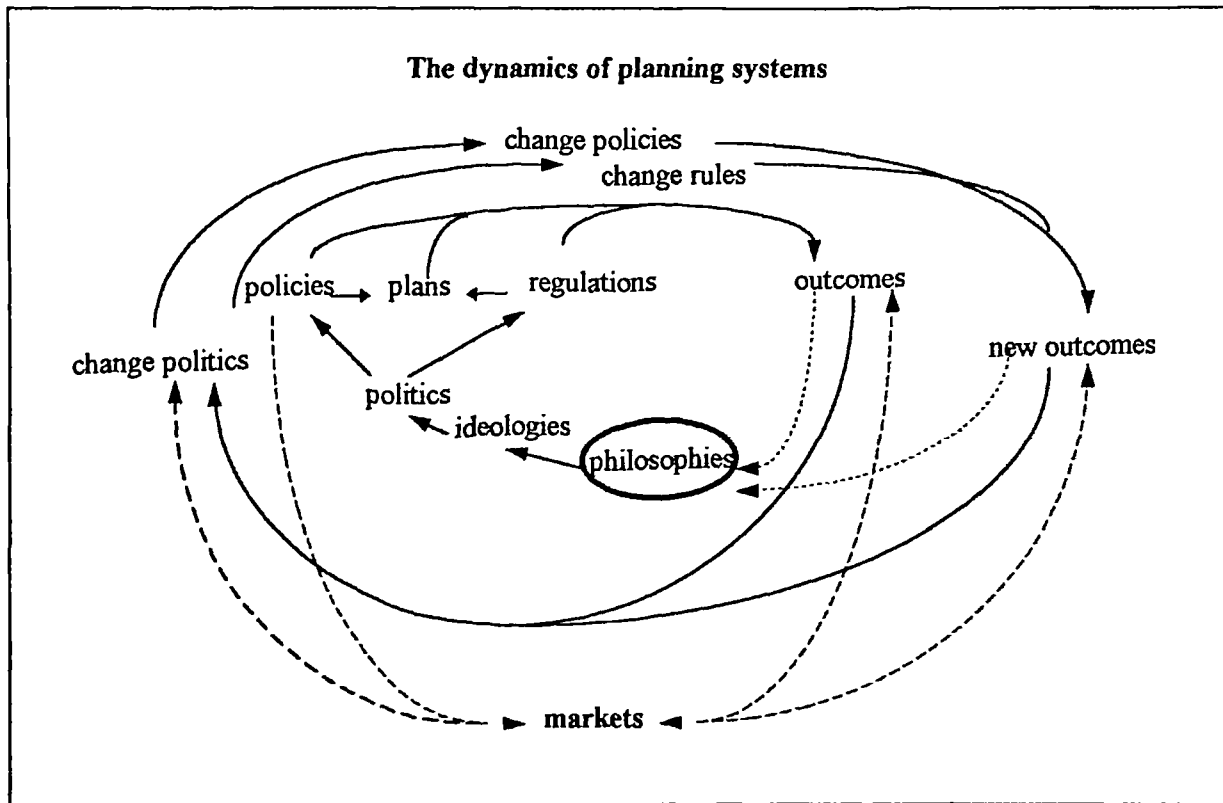 The dynamics of planning systems
change policies
change rules
policies plans regulations outcomes
change politics new outcomes
politics
ideologies
philosophies
markets